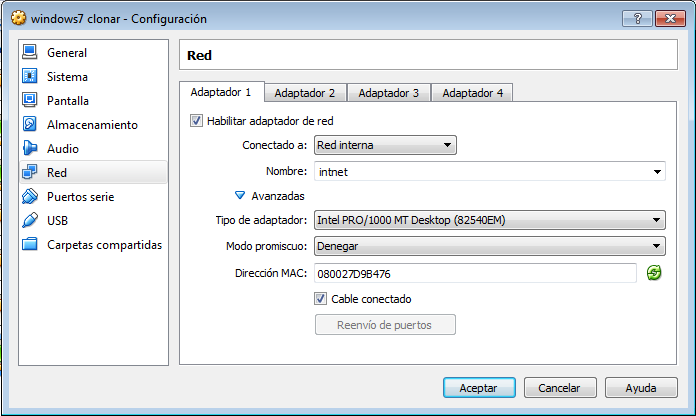 windows7 clonar - Configuración
General
Sistema
Pantalla
Almacenamiento
Audio
Red
Puertos serie
USB
Carpetas compartidas
Red
Adaptador 1 Adaptador 2 Adaptador 3 Adaptador 4
Habilitar adaptador de red
Conectado a: Red interna
Nombre: intnet
Avanzadas
Tipo de adaptador: Intel PRO/1000 MT Desktop (82540EM)
Modo promiscuo: Denegar
Dirección MAC: 080027D9B476
Cable conectado
Reenvío de puertos
Aceptar Cancelar Ayuda